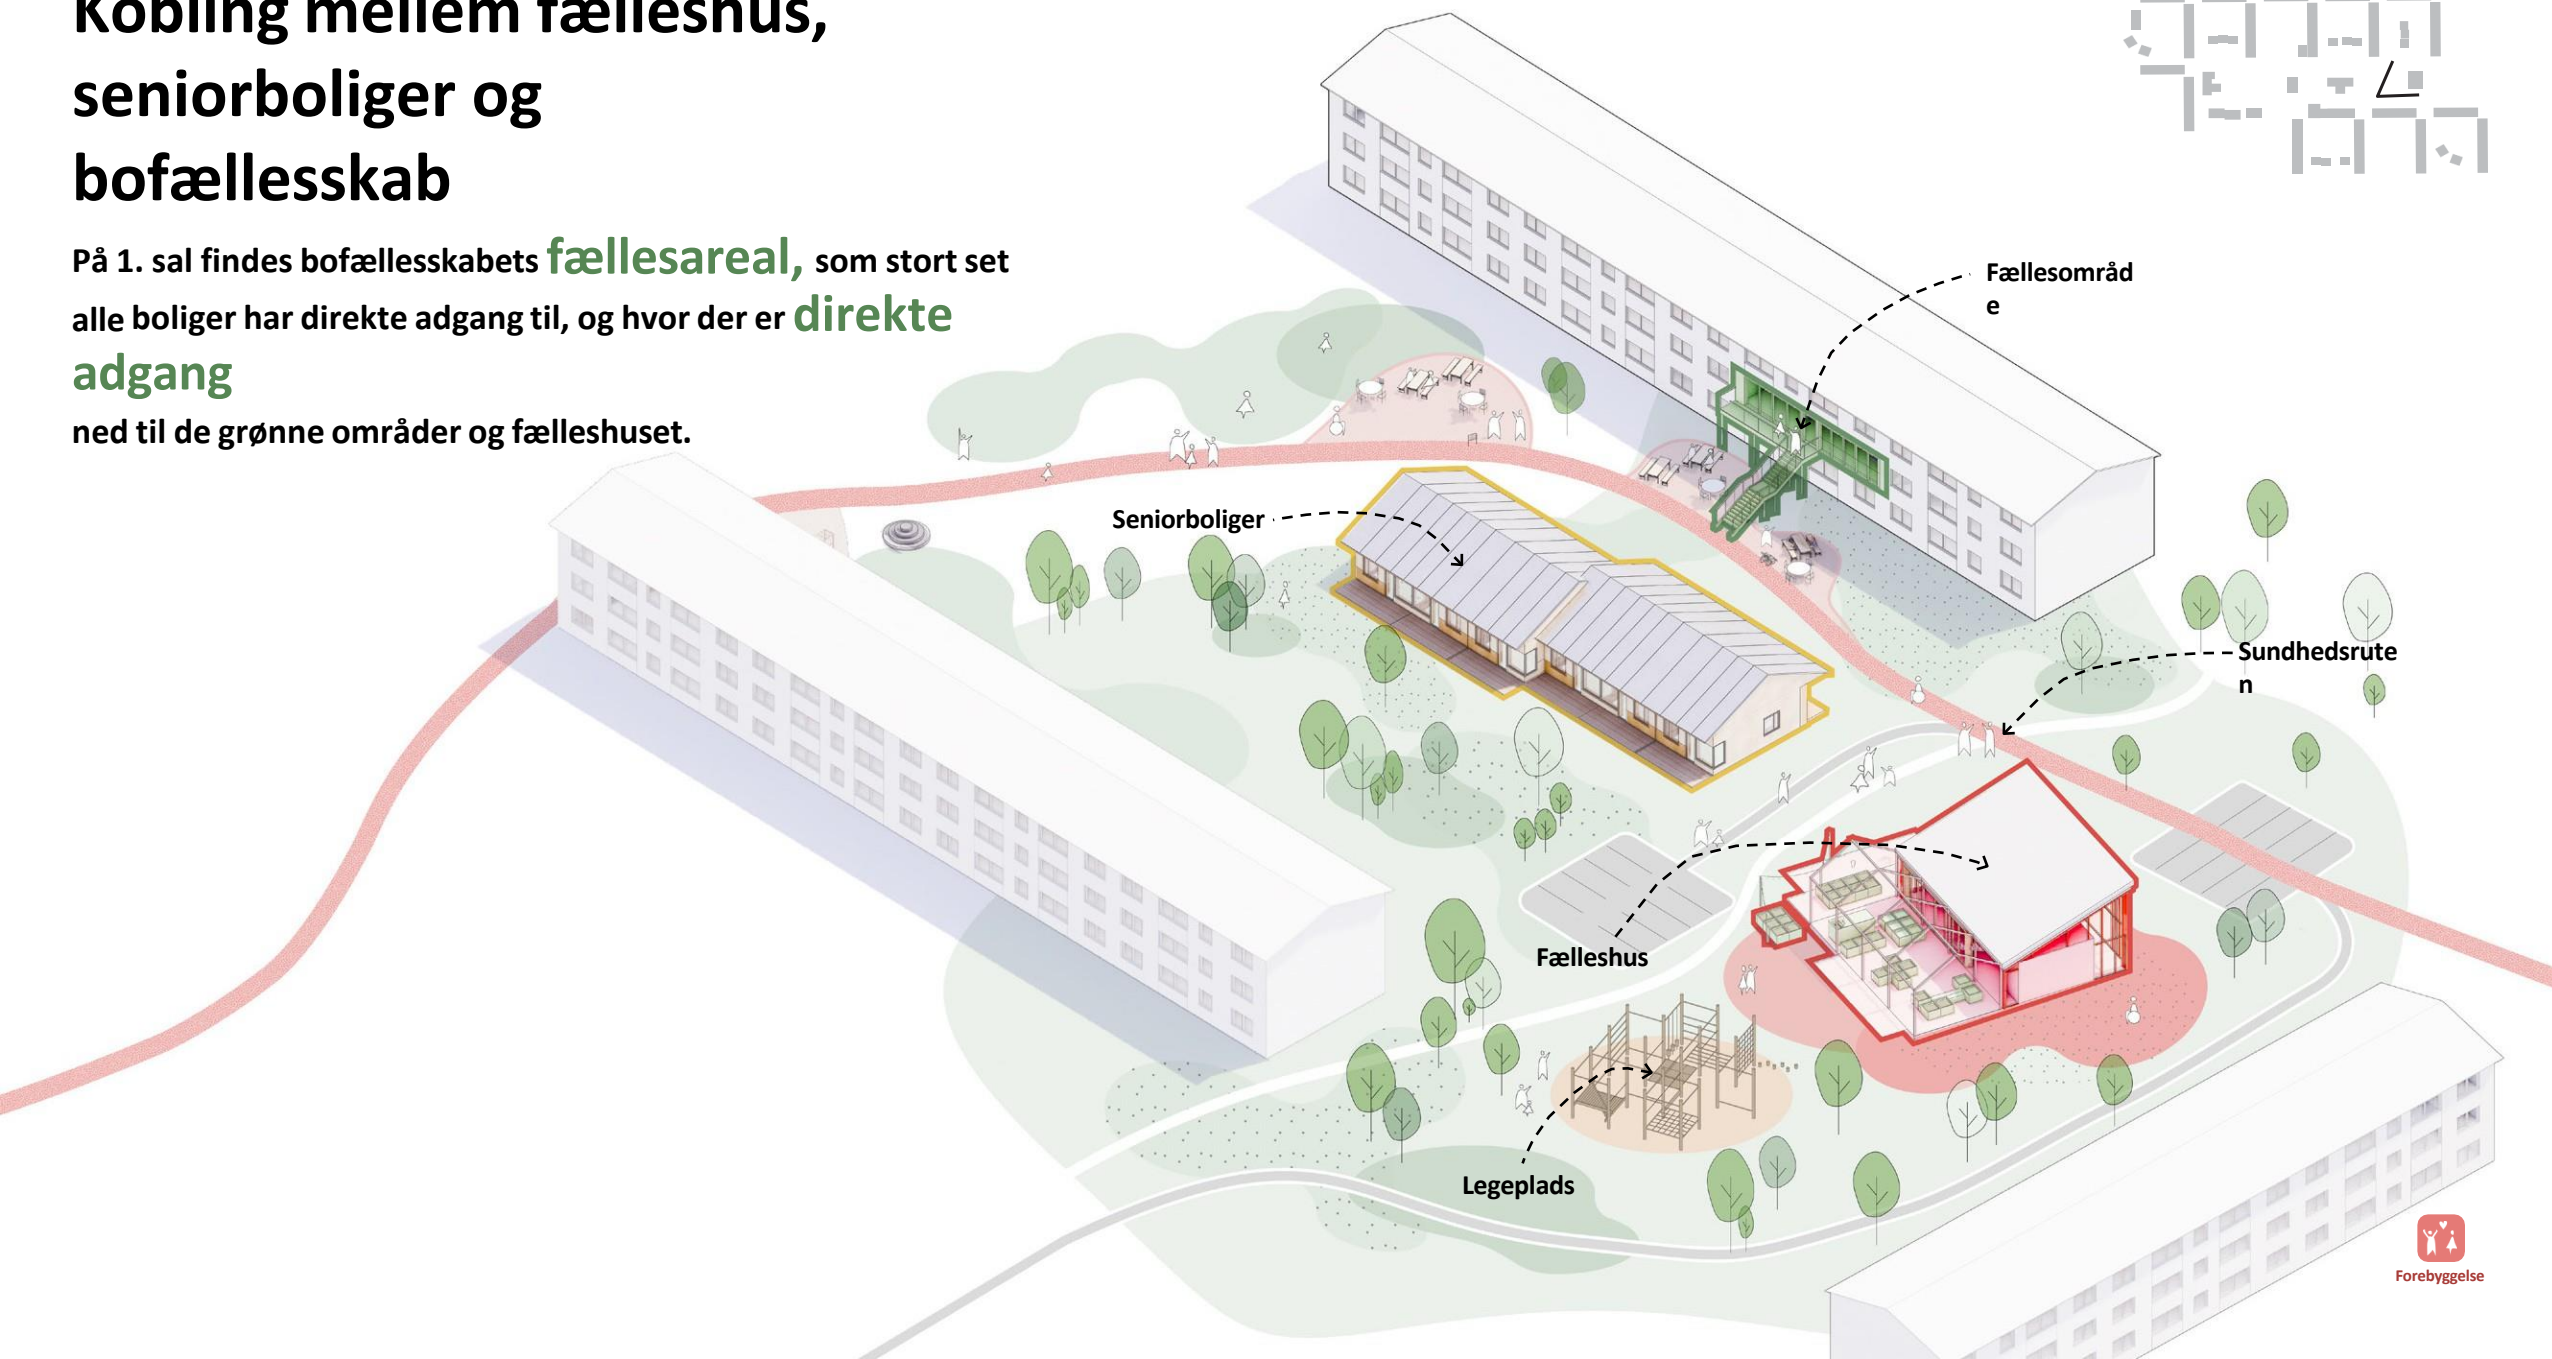 Kobling mellem fælleshus,
seniorboliger og
bofællesskab
På 1. sal findes bofællesskabets fællesareal, som stort set
alle boliger har direkte adgang til, og hvor der er direkte
adgang
ned til de grønne områder og fælleshuset.
Fællesområd
e
Seniorboliger
Sundhedsrute
n
Fælleshus
Legeplads
Forebyggelse